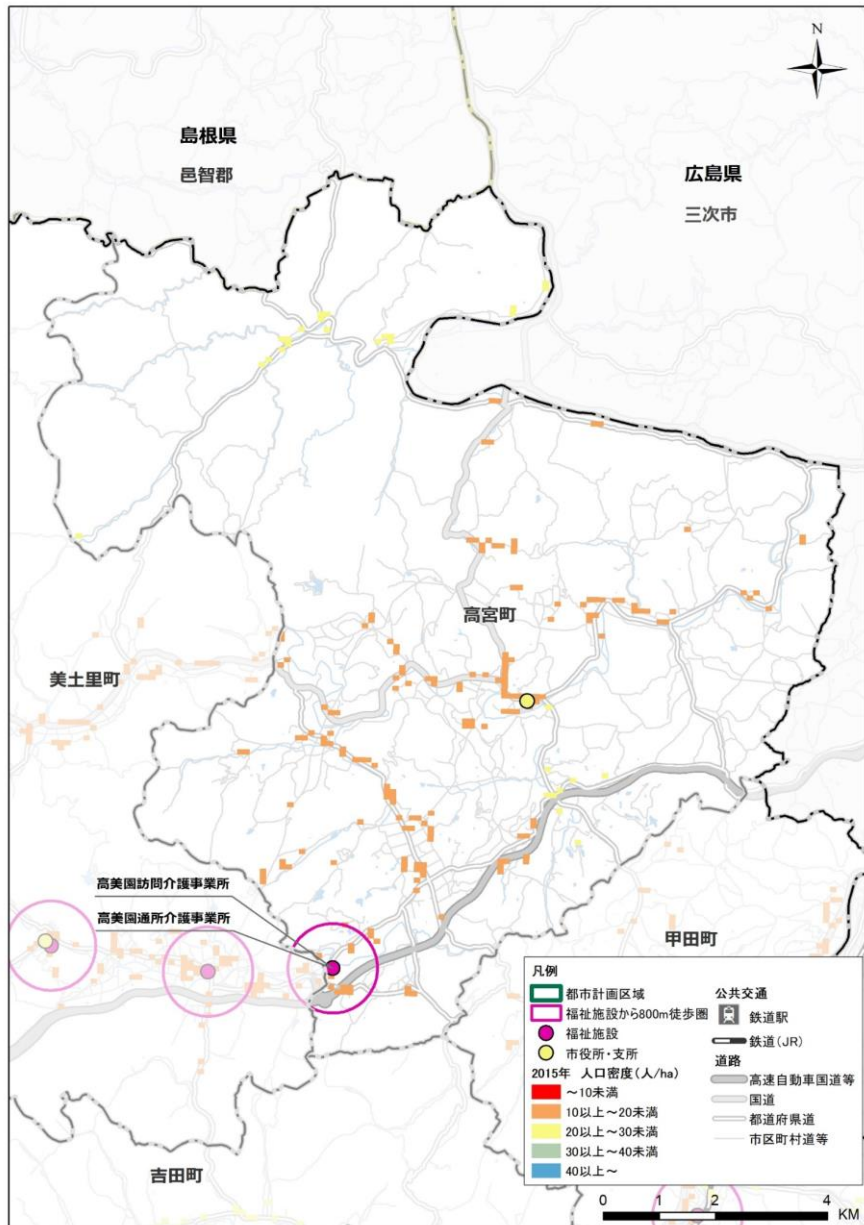 N
島根県
邑智郡
広島県
三次市
高宮町
美土里町
高美園訪問介護事業所
高美園通所介護事業所
甲田町
吉田町
凡例
都市計画区域
福祉施設から800m徒歩圏
福祉施設
市役所・支所
2015年 人口密度(人/ha)
~10未満
10以上~20未満
20以上~30未満
30以上~40未満
40以上~
公共交通
鉄道駅
鉄道(JR)
道路
高速自動車国道等
国道
都道府県道
市区町村道等
0 1 2 4
KM